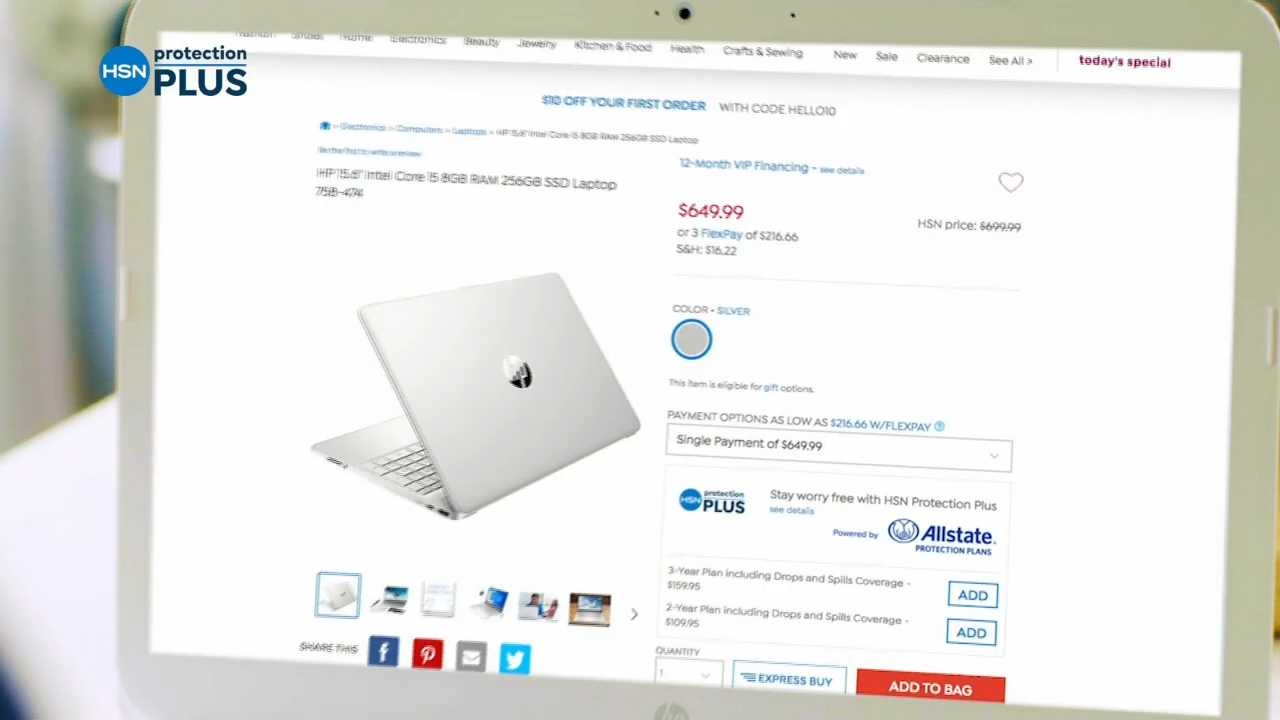 HSN protection PLUS
Fashion Shoes Home Electronics Beauty Jewelry Kitchen & Food Health Crafts & Sewing New Sale Clearance See All > today's special
$10 OFF YOUR FIRST ORDER WITH CODE HELLO10
> Electronics > Computers > Laptops > HP 15.6" Intel Core i5 8GB RAM 256GB SSD Laptop
Be the first to write a review
HP 15.6" Intel Core i5 8GB RAM 256GB SSD Laptop
758-474
12-Month VIP Financing - see details
$649.99
HSN price: $699.99
or 3 FlexPay of $216.66
S&H: $16.22
COLOR - SILVER
This item is eligible for gift options.
PAYMENT OPTIONS AS LOW AS $216.66 W/FLEXPAY ?
Single Payment of $649.99
HSN protection PLUS
Stay worry free with HSN Protection Plus
see details
Powered by Allstate.
PROTECTION PLANS
3-Year Plan including Drops and Spills Coverage -
$159.95
ADD
2-Year Plan including Drops and Spills Coverage -
$109.95
ADD
SHARE THIS
QUANTITY
1
EXPRESS BUY
ADD TO BAG
hp